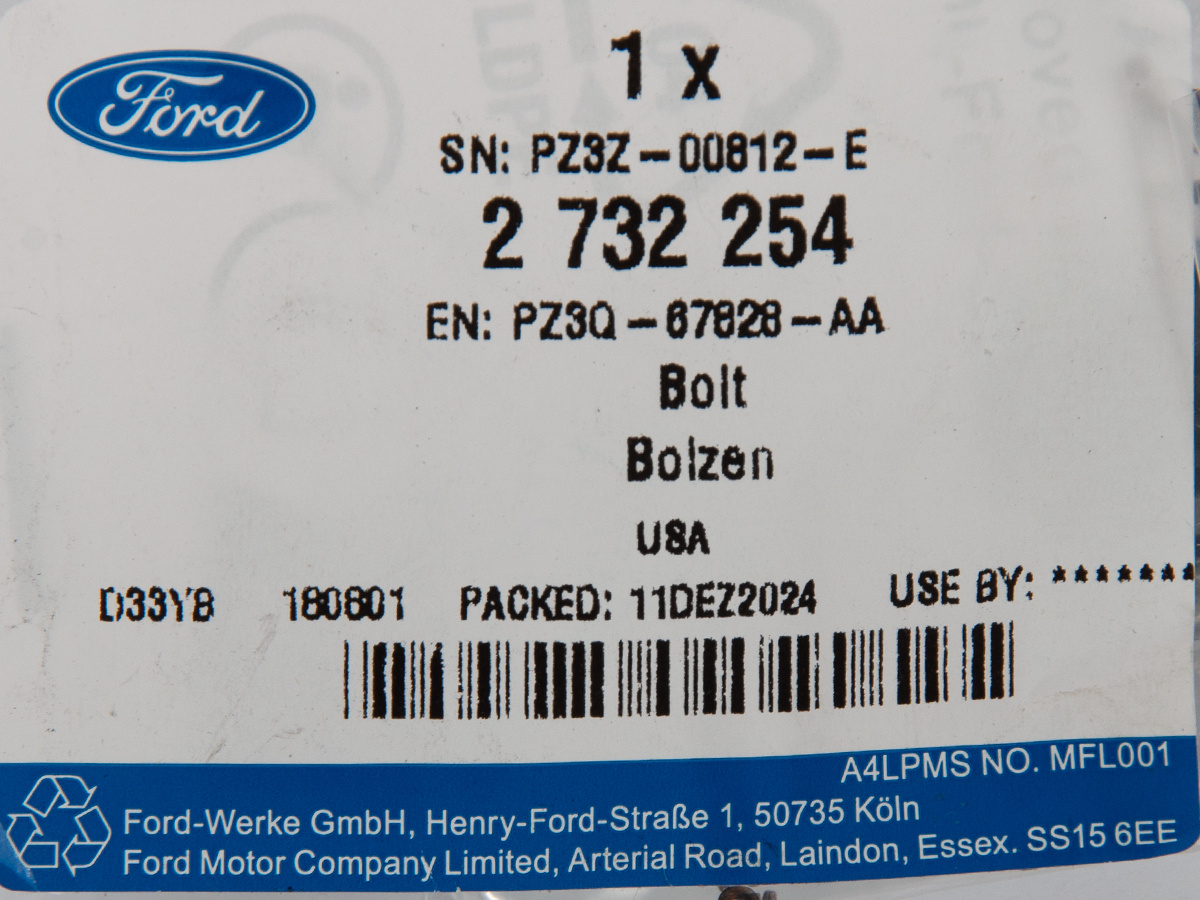 Ford
1 x
SN: PZ3Z-00812-E
2 732 254
EN: PZ3Q-67828-AA
Bolt
Bolzen
USA
D33YB 180601 PACKED: 11DEZ2024 USE BY: *******
A4LPMS NO. MFL001
Ford-Werke GmbH, Henry-Ford-Straße 1, 50735 Köln
Ford Motor Company Limited, Arterial Road, Laindon, Essex. SS15 6EE